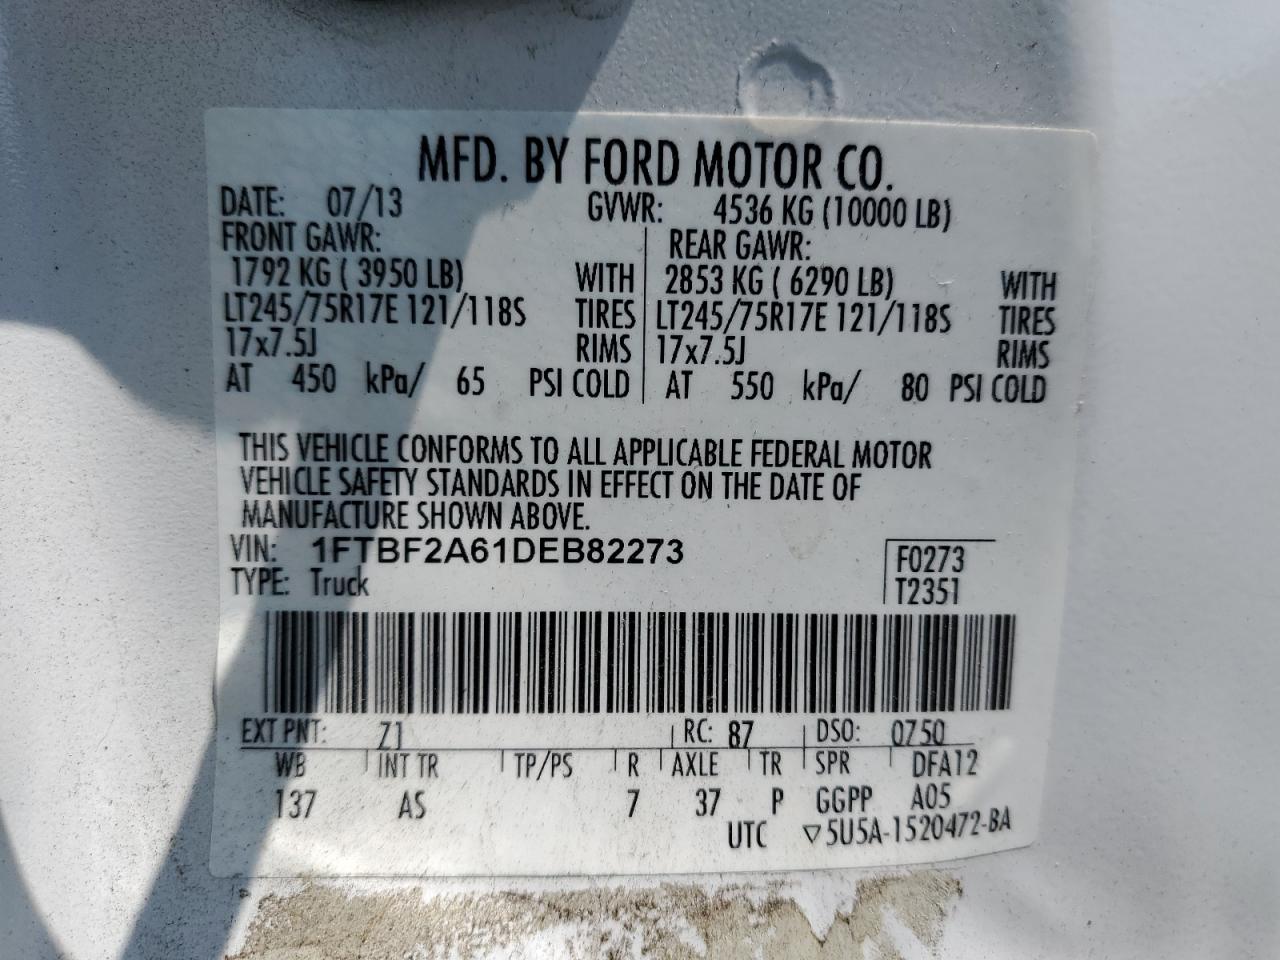 MFD. BY FORD MOTOR CO.
DATE: 07/13 GVWR: 4536 KG (10000 LB)
FRONT GAWR: REAR GAWR:
1792 KG ( 3950 LB) WITH 2853 KG ( 6290 LB) WITH
LT245/75R17E 121/118S TIRES LT245/75R17E 121/118S TIRES
17x7.5J RIMS 17x7.5J RIMS
AT 450 kPa/ 65 PSI COLD AT 550 kPa/ 80 PSI COLD
THIS VEHICLE CONFORMS TO ALL APPLICABLE FEDERAL MOTOR
VEHICLE SAFETY STANDARDS IN EFFECT ON THE DATE OF
MANUFACTURE SHOWN ABOVE.
VIN: 1FTBF2A61DEB82273 F0273
TYPE: Truck T2351
EXT PNT: Z1 RC: 87 DSO: 0750
WB INT TR TP/PS R AXLE TR SPR DFA12
137 AS 7 37 P GGPP A05
UTC ▽5U5A-1520472-BA